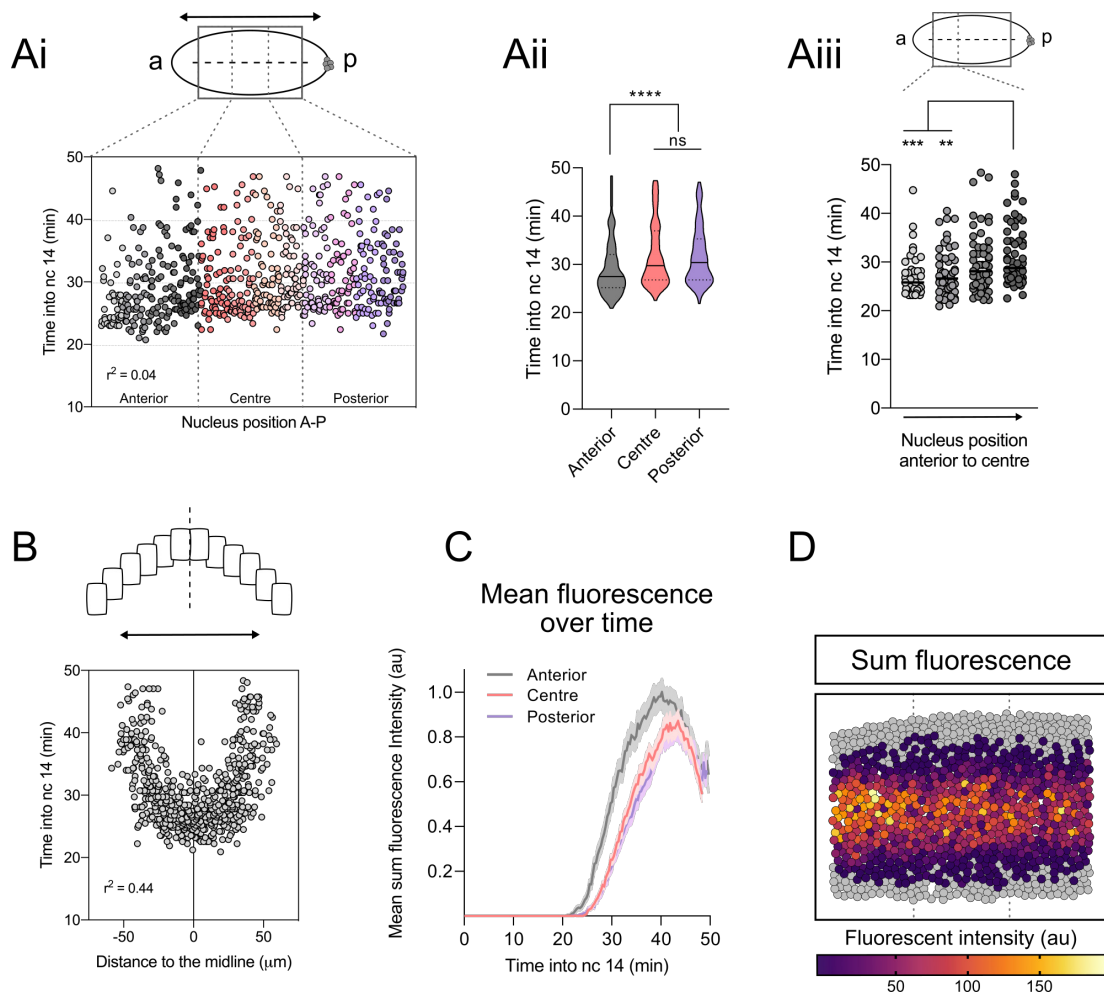 Ai
a
p
50
40
30
20
10
Time into nc 14 (min)
r² = 0.04
Anterior
Centre
Posterior
Nucleus position A-P
Aii
****
ns
50
40
30
20
10
0
Time into nc 14 (min)
Anterior
Centre
Posterior
Aiii
a
p
***
**
50
40
30
20
10
0
Time into nc 14 (min)
Nucleus position
anterior to centre
B
50
40
30
20
10
Time into nc 14 (min)
r² = 0.44
-50
0
50
Distance to the midline (μm)
C
Mean fluorescence
over time
Mean sum fluorescence Intensity (au)
Anterior
Centre
Posterior
1.0
0.8
0.6
0.4
0.2
0
10
20
30
40
50
Time into nc 14 (min)
D
Sum fluorescence
Fluorescent intensity (au)
50
100
150